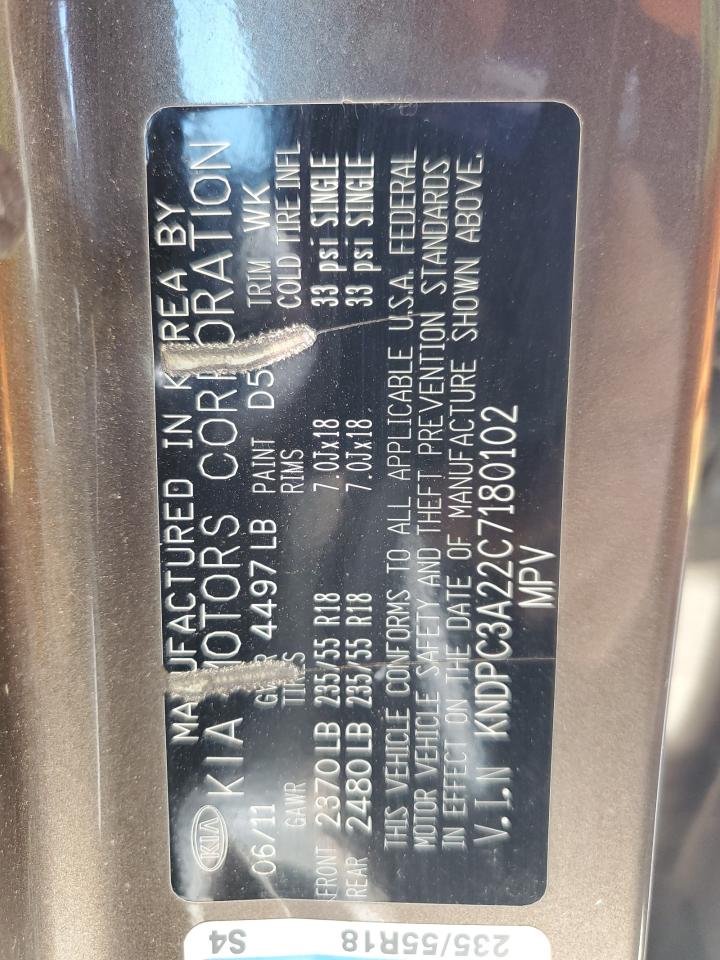 MANUFACTURED IN KOREA BY
KIA KIA MOTORS CORPORATION
06/11 GVWR 4497 LB PAINT D5 TRIM WK
GAWR TIRES RIMS COLD TIRE INFL
FRONT 2370 LB 235/55 R18 7.0Jx18 33 psi SINGLE
REAR 2480 LB 235/55 R18 7.0Jx18 33 psi SINGLE
THIS VEHICLE CONFORMS TO ALL APPLICABLE U.S.A. FEDERAL
MOTOR VEHICLE SAFETY AND THEFT PREVENTION STANDARDS
IN EFFECT ON THE DATE OF MANUFACTURE SHOWN ABOVE.
V.I.N KNDPC3A22C7180102
MPV
235/55R18 S4